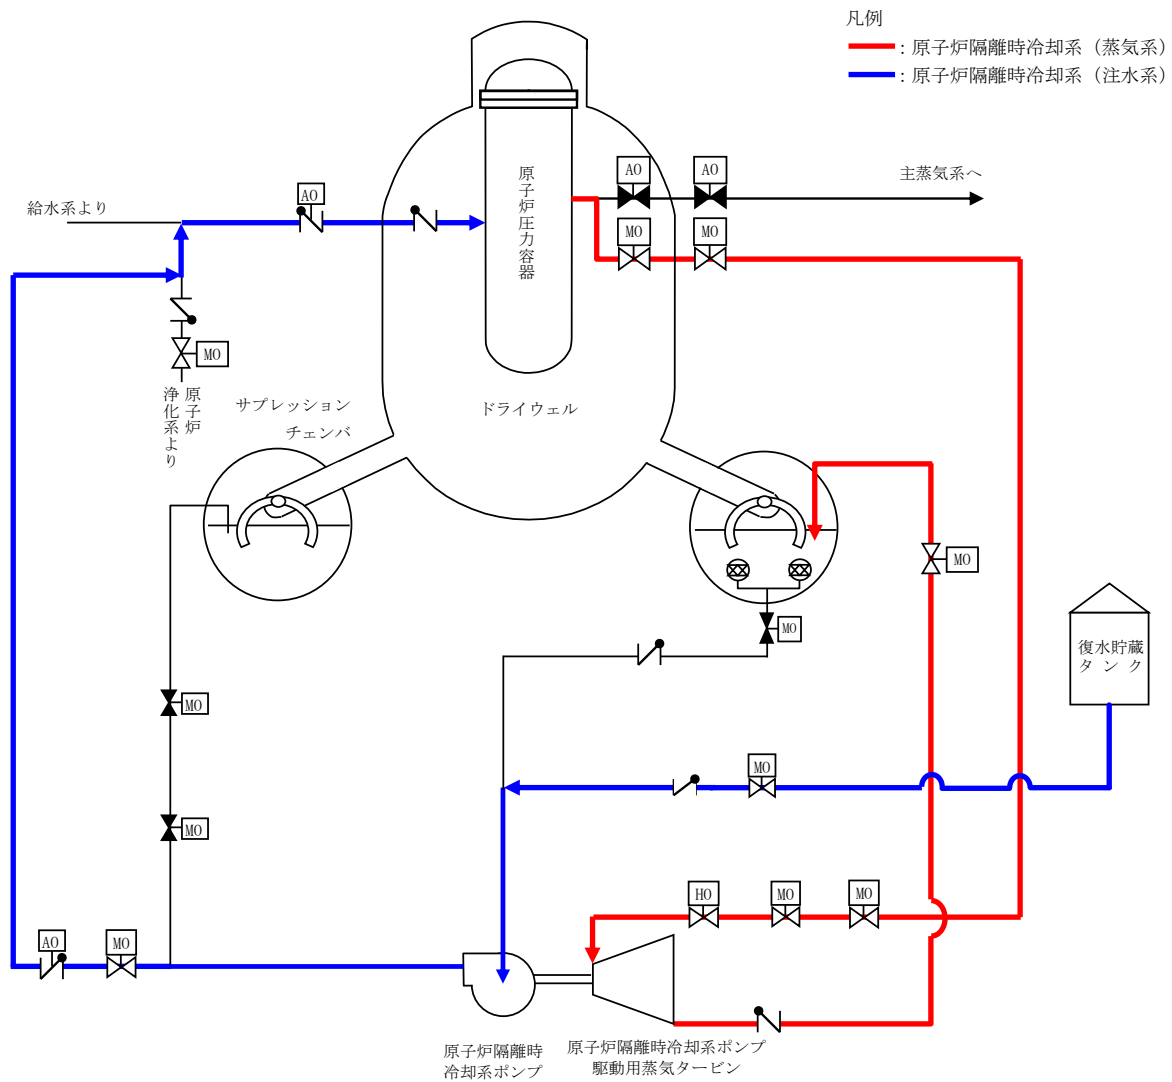 凡例
：原子炉隔離時冷却系（蒸気系）
：原子炉隔離時冷却系（注水系）
主蒸気系へ
給水系より
AO
AO
AO
MO
MO
原子炉圧力容器
MO
原子炉
浄化系より
サプレッション
チェンバ
ドライウェル
MO
MO
復水貯蔵
タンク
MO
MO
MO
HO
MO
MO
AO
MO
原子炉隔離時
冷却系ポンプ
原子炉隔離時冷却系ポンプ
駆動用蒸気タービン